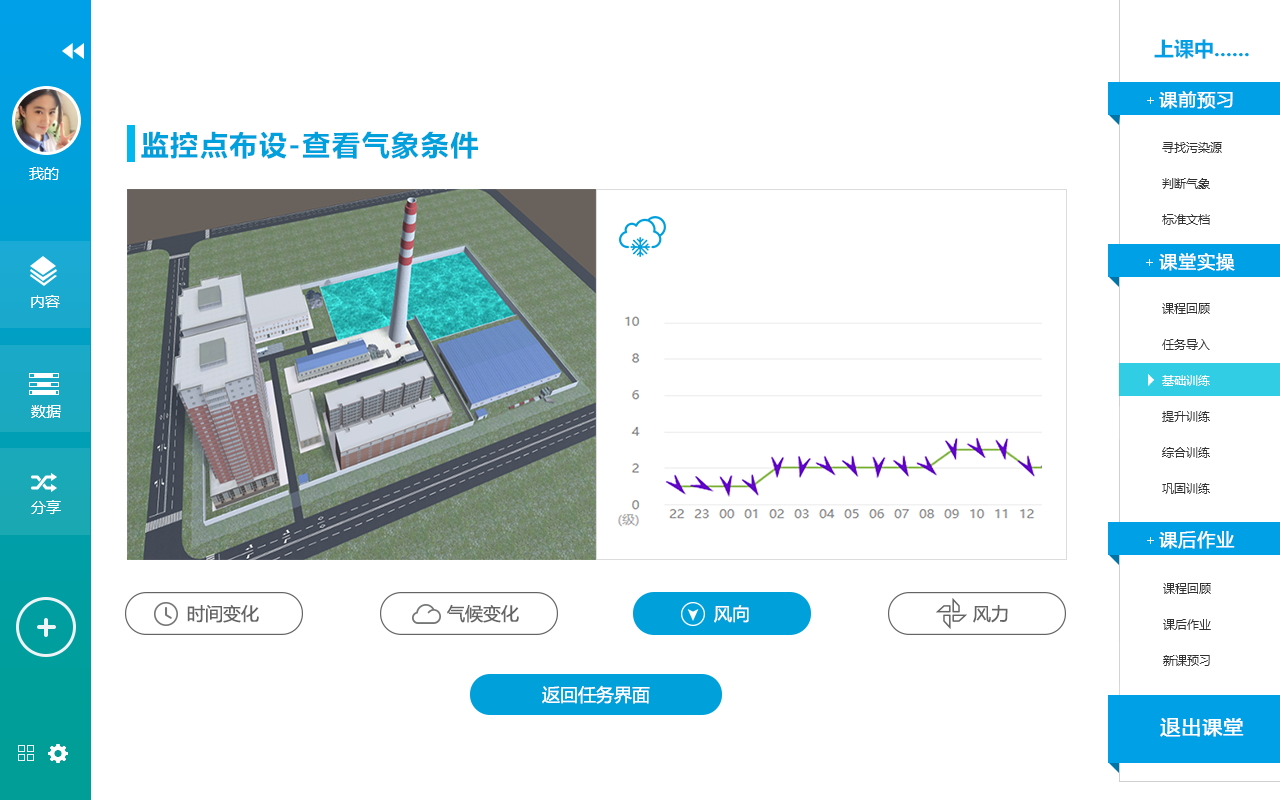 我的
内容
数据
分享
监控点布设-查看气象条件
10
8
6
4
2
0
(级)
22 23 00 01 02 03 04 05 06 07 08 09 10 11 12
时间变化
气候变化
风向
风力
返回任务界面
上课中......
+ 课前预习
寻找污染源
判断气象
标准文档
+ 课堂实操
课程回顾
任务导入
基础训练
提升训练
综合训练
巩固训练
+ 课后作业
课程回顾
课后作业
新课预习
退出课堂